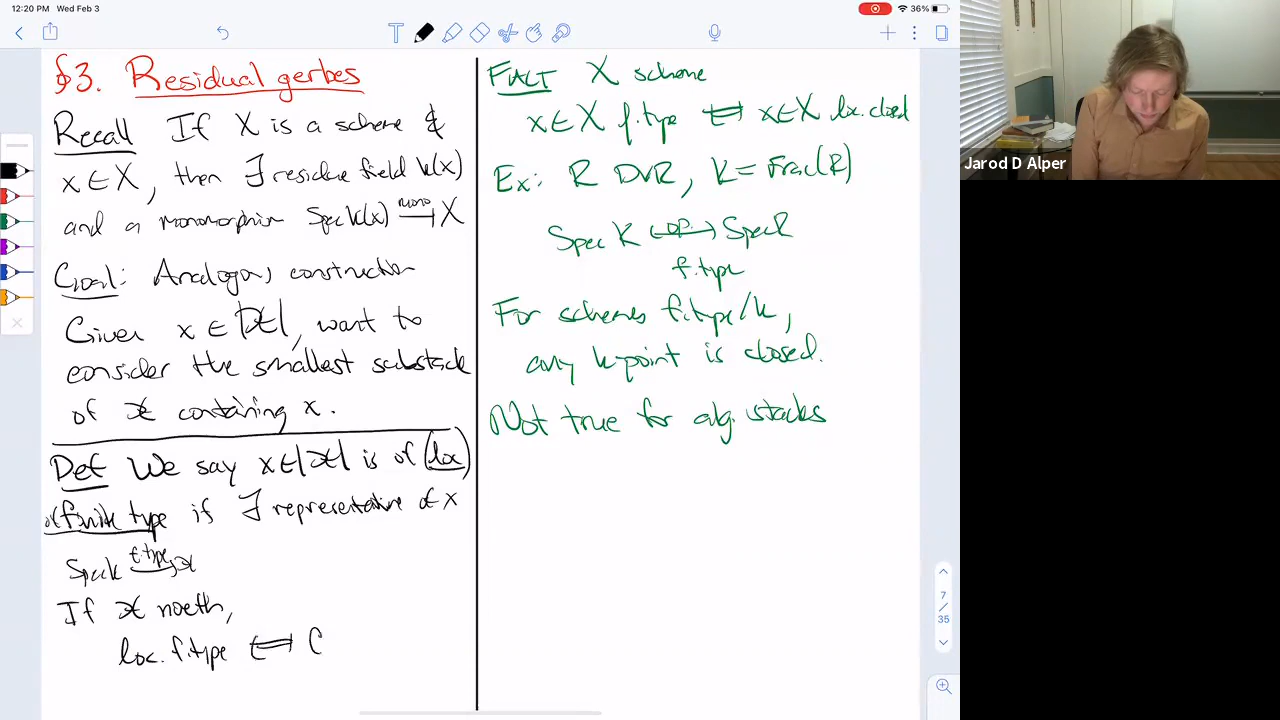 12:20 PM Wed Feb 3
36%
§3. Residual gerbes
Recall If X is a scheme &
x ∈ X, then ∃ residue field k(x)
and a monomorphism Spec k(x) →mono X
Goal: Analogous construction
Given x ∈ |𝒳|, want to
consider the smallest substack
of 𝒳 containing x.
Def We say x ∈ |𝒳| is of (loc)
of finite type if ∃ representative of x
Spec k →f.type 𝒳
If 𝒳 noeth,
loc. f.type ⟺ (
FACT X scheme
x ∈ X f.type ⟺ x ∈ X loc. closed
Ex: R DVR, K = Frac(R)
Spec K ↪op. Spec R
f.type
For schemes f.type/k,
any k-point is closed.
Not true for alg. stacks
7
/
35
Jarod D Alper